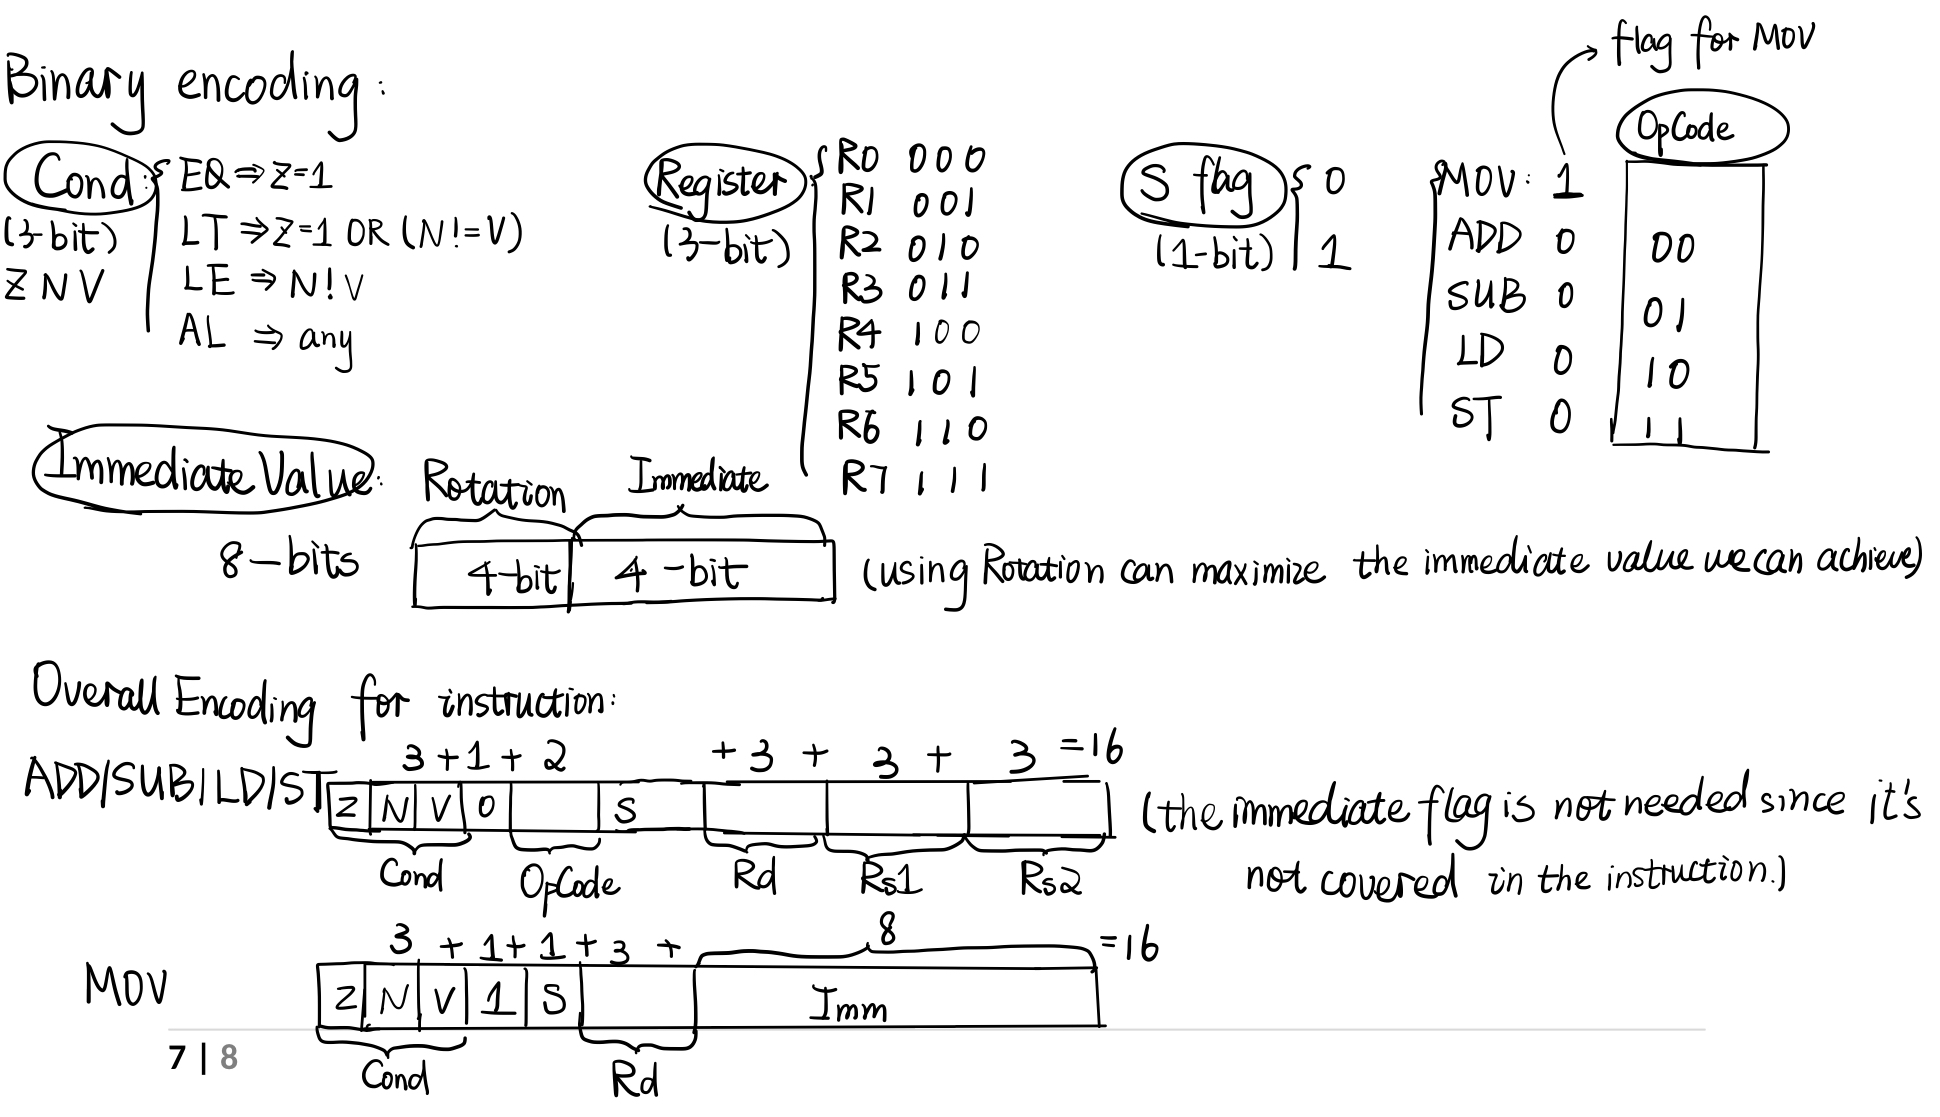 flag for MOV
Binary encoding:
OpCode
Cond:
(3-bit)
Z N V
EQ ⇒ Z=1
LT ⇒ Z=1 OR (N!=V)
LE ⇒ N!V
AL ⇒ any
Register
(3-bit)
R0 000
R1 001
R2 010
R3 011
R4 100
R5 101
R6 110
R7 111
S flag
(1-bit)
0
1
MOV: 1
ADD 0 00
SUB 0 01
LD 0 10
ST 0 11
Immediate Value:
8-bits
Rotation Immediate
4-bit 4-bit
(using Rotation can maximize the immediate value we can achieve)
Overall Encoding for instruction:
3 + 1 + 2 + 3 + 3 + 3 = 16
ADD/SUB/LD/ST Z N V 0 S
Cond OpCode Rd Rs1 Rs2
(the immediate flag is not needed since it's
not covered in the instruction.)
3 + 1 + 1 + 3 + 8 = 16
MOV Z N V 1 S Imm
Cond Rd
7 | 8